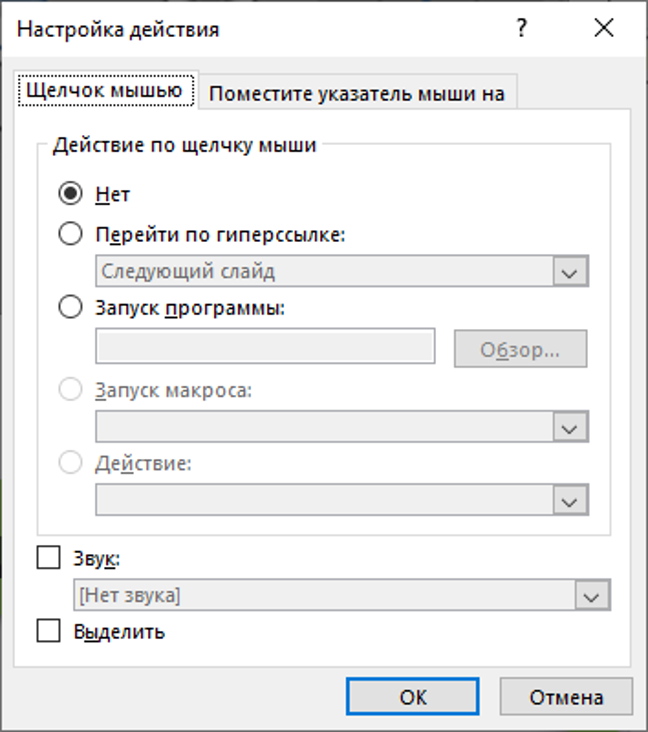 Настройка действия
?
Щелчок мышью
Поместите указатель мыши на
Действие по щелчку мыши
Нет
Перейти по гиперссылке:
Следующий слайд
Запуск программы:
Обзор...
Запуск макроса:
Действие:
Звук:
[Нет звука]
Выделить
ОК
Отмена